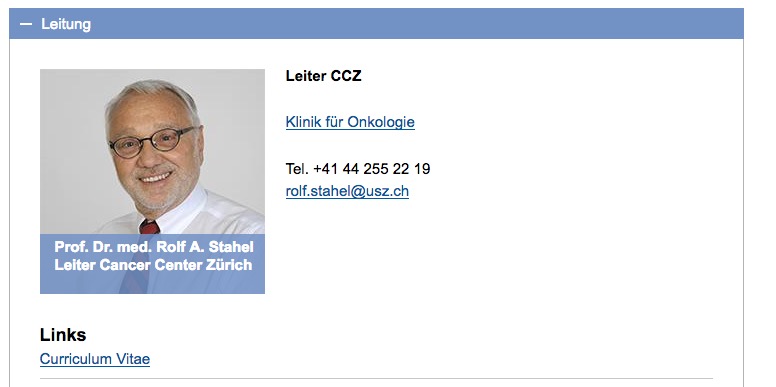 Leitung
Leiter CCZ
Klinik für Onkologie
Tel. +41 44 255 22 19
rolf.stahel@usz.ch
Prof. Dr. med. Rolf A. Stahel
Leiter Cancer Center Zürich
Links
Curriculum Vitae